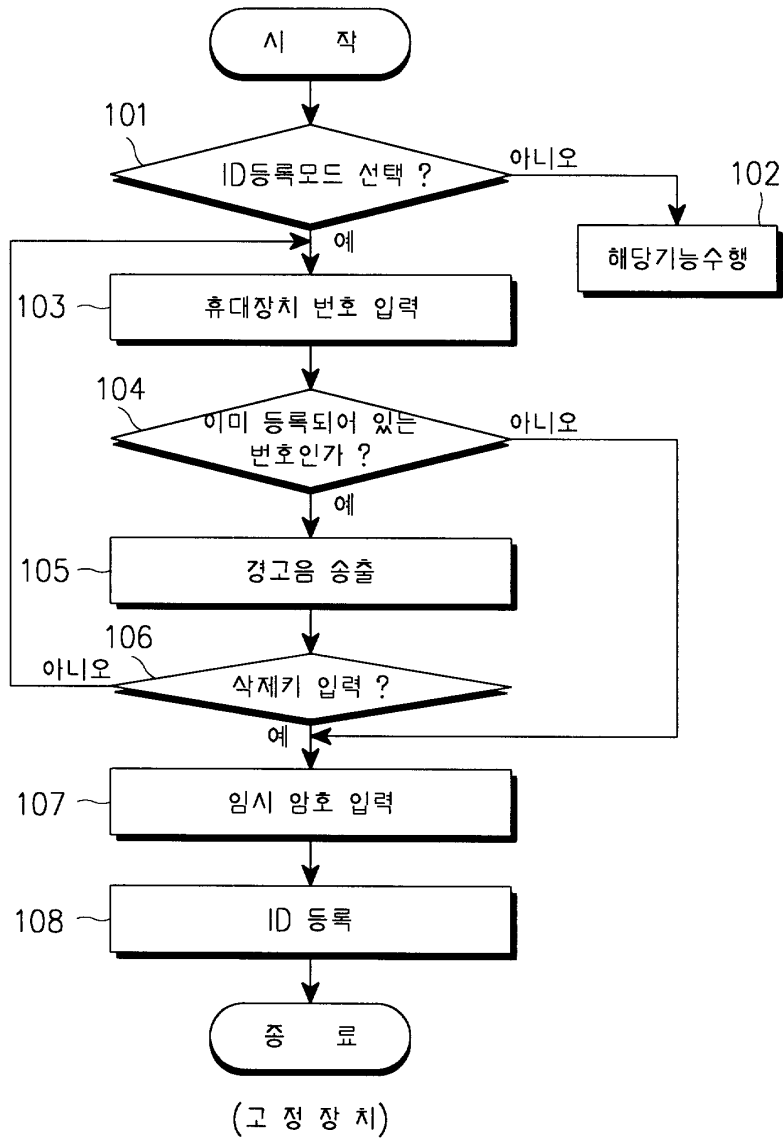 시 작
101
ID등록모드 선택 ?
아니오
102
예
해당기능수행
103
휴대장치 번호 입력
104
이미 등록되어 있는
번호인가 ?
아니오
예
105
경고음 송출
106
아니오
삭제키 입력 ?
예
107
임시 암호 입력
108
ID 등록
종 료
(고 정 장 치)